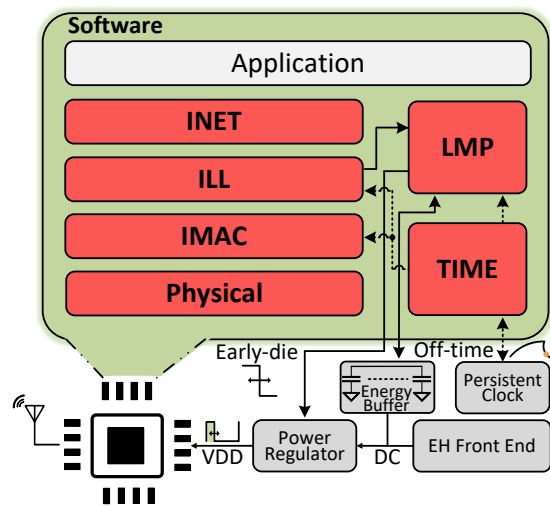 Software
Application
INET
LMP
ILL
IMAC
TIME
Physical
Early-die
Off-time
Energy
Buffer
Persistent
Clock
Power
Regulator
EH Front End
VDD
DC